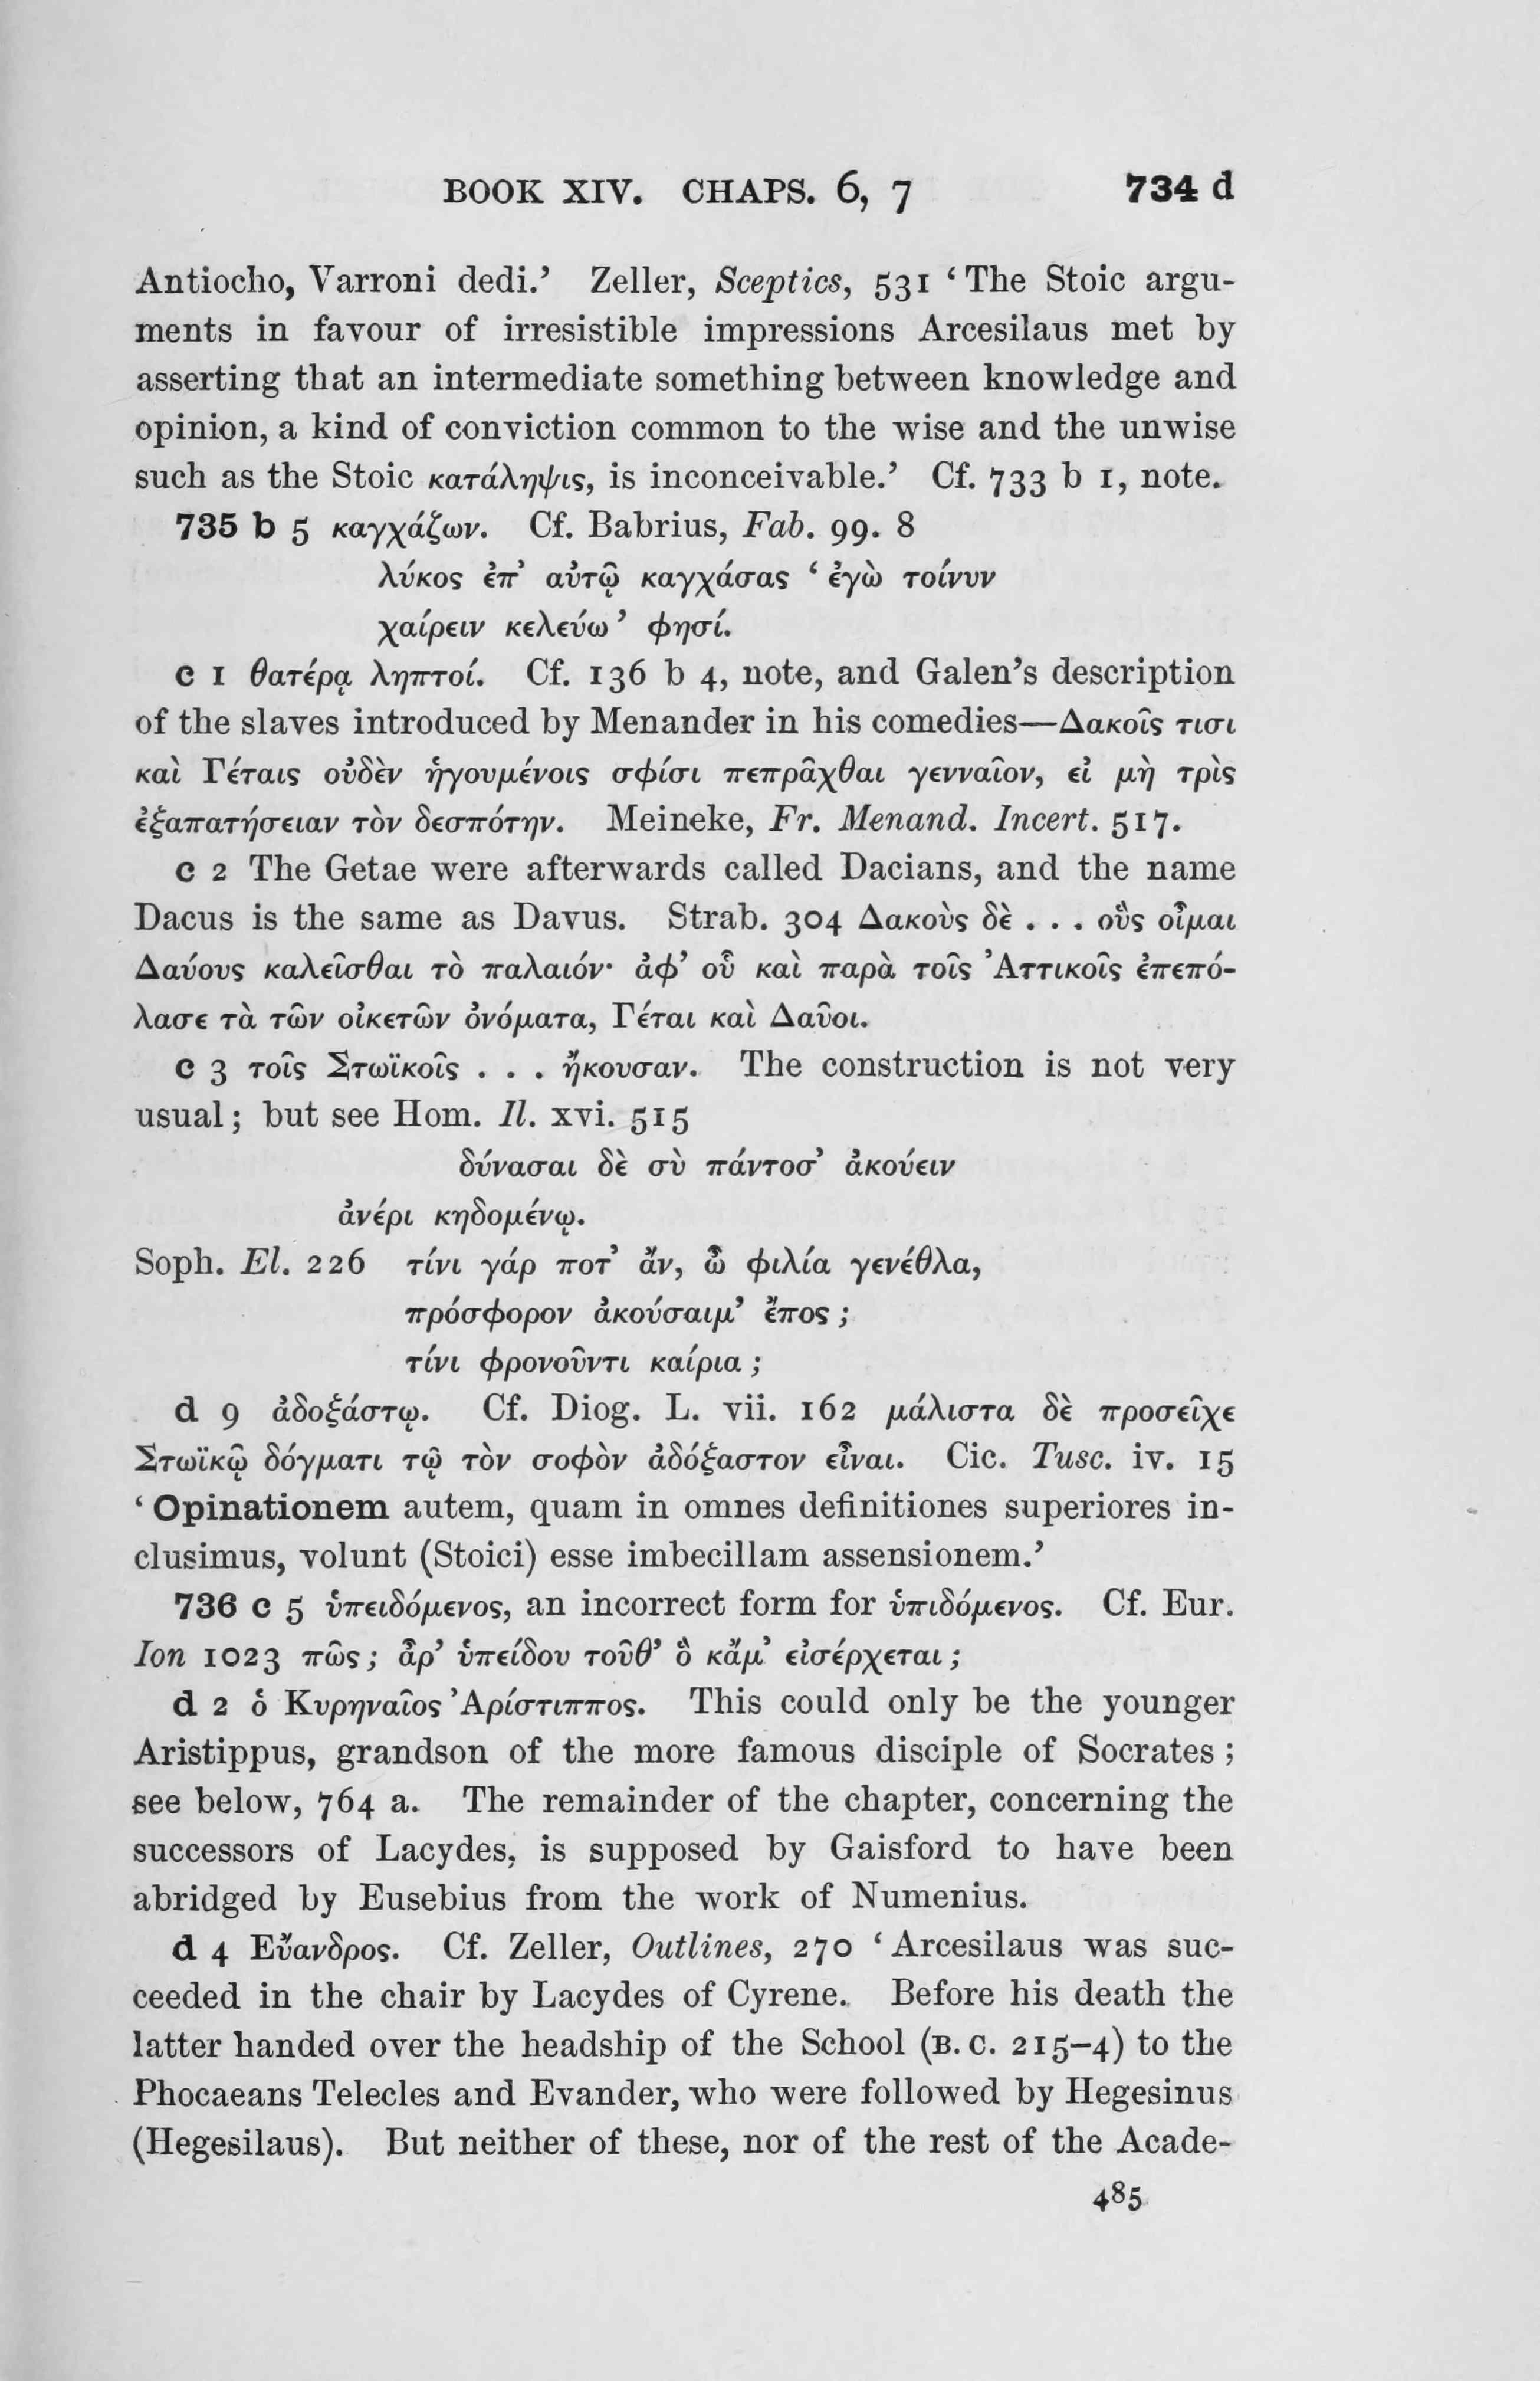 BOOK XIV. CHAPS. 6, 7 734 d
Antiocho, Varroni dedi.’ Zeller, Sceptics, 531 ‘The Stoic argu-
ments in favour of irresistible impressions Arcesilaus met by
asserting that an intermediate something between knowledge and
opinion, a kind of conviction common to the wise and the unwise
such as the Stoic κατάληψις, is inconceivable.’ Cf. 733 b 1, note.
735 b 5 καγχάζων. Cf. Babrius, Fab. 99. 8
λύκος ἐπ’ αὐτῷ καγχάσας ‘ ἐγὼ τοίνυν
χαίρειν κελεύω ’ φησί.
c 1 θατέρᾳ ληπτοί. Cf. 136 b 4, note, and Galen’s description
of the slaves introduced by Menander in his comedies—Δακοῖς τισι
καὶ Γέταις οὐδὲν ἡγουμένοις σφίσι πεπρᾶχθαι γενναῖον, εἰ μὴ τρὶς
ἐξαπατήσειαν τὸν δεσπότην. Meineke, Fr. Menand. Incert. 517.
c 2 The Getae were afterwards called Dacians, and the name
Dacus is the same as Davus. Strab. 304 Δακοὺς δὲ . . . οὓς οἶμαι
Δαύους καλεῖσθαι τὸ παλαιόν· ἀφ’ οὗ καὶ παρὰ τοῖς Ἀττικοῖς ἐπεπό-
λασε τὰ τῶν οἰκετῶν ὀνόματα, Γέται καὶ Δαῦοι.
c 3 τοῖς Στωϊκοῖς . . . ἤκουσαν. The construction is not very
usual; but see Hom. Il. xvi. 515
δύνασαι δὲ σὺ πάντοσ’ ἀκούειν
ἀνέρι κηδομένῳ.
Soph. El. 226 τίνι γάρ ποτ’ ἄν, ὦ φιλία γενέθλα,
πρόσφορον ἀκούσαιμ’ ἔπος ;
τίνι φρονοῦντι καίρια ;
d 9 ἀδοξάστῳ. Cf. Diog. L. vii. 162 μάλιστα δὲ προσεῖχε
Στωϊκῷ δόγματι τῷ τὸν σοφὸν ἀδόξαστον εἶναι. Cic. Tusc. iv. 15
‘ Opinationem autem, quam in omnes definitiones superiores in-
clusimus, volunt (Stoici) esse imbecillam assensionem.’
736 c 5 ὑπειδόμενος, an incorrect form for ὑπιδόμενος. Cf. Eur.
Ion 1023 πῶς ; ἆρ’ ὑπείδου τοῦθ’ ὃ κἄμ’ εἰσέρχεται ;
d 2 ὁ Κυρηναῖος Ἀρίστιππος. This could only be the younger
Aristippus, grandson of the more famous disciple of Socrates ;
see below, 764 a. The remainder of the chapter, concerning the
successors of Lacydes, is supposed by Gaisford to have been
abridged by Eusebius from the work of Numenius.
d 4 Εὔανδρος. Cf. Zeller, Outlines, 270 ‘ Arcesilaus was suc-
ceeded in the chair by Lacydes of Cyrene. Before his death the
latter handed over the headship of the School (B. C. 215–4) to the
Phocaeans Telecles and Evander, who were followed by Hegesinus
(Hegesilaus). But neither of these, nor of the rest of the Acade-
485